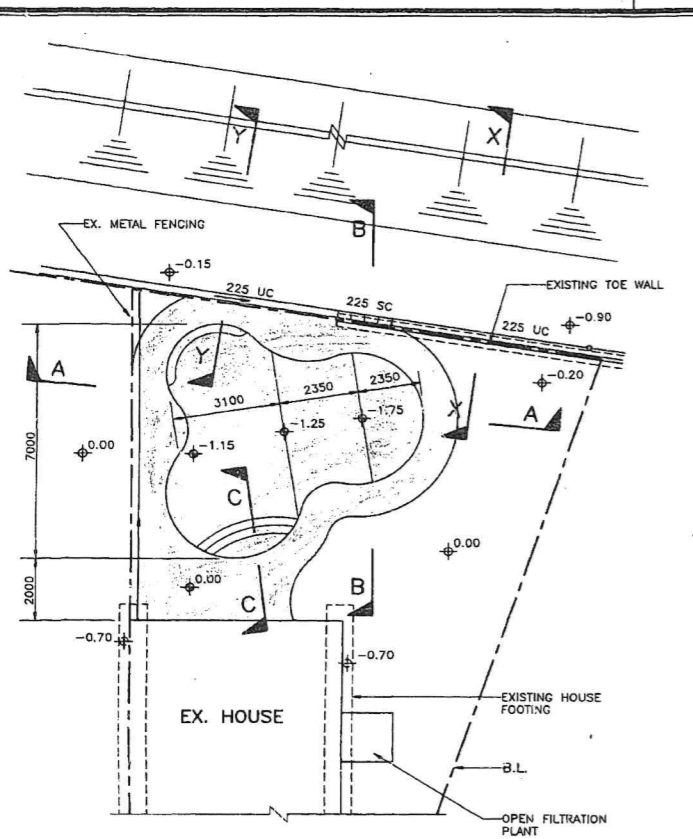 Y
X
B
EX. METAL FENCING
-0.15
225 UC
225 SC
EXISTING TOE WALL
-0.90
225 UC
A
Y
-0.20
3100
2350
2350
X
A
7000
0.00
-1.15
-1.25
-1.75
C
0.00
B
2000
0.00
C
-0.70
-0.70
EX. HOUSE
EXISTING HOUSE
FOOTING
B.L.
OPEN FILTRATION
PLANT